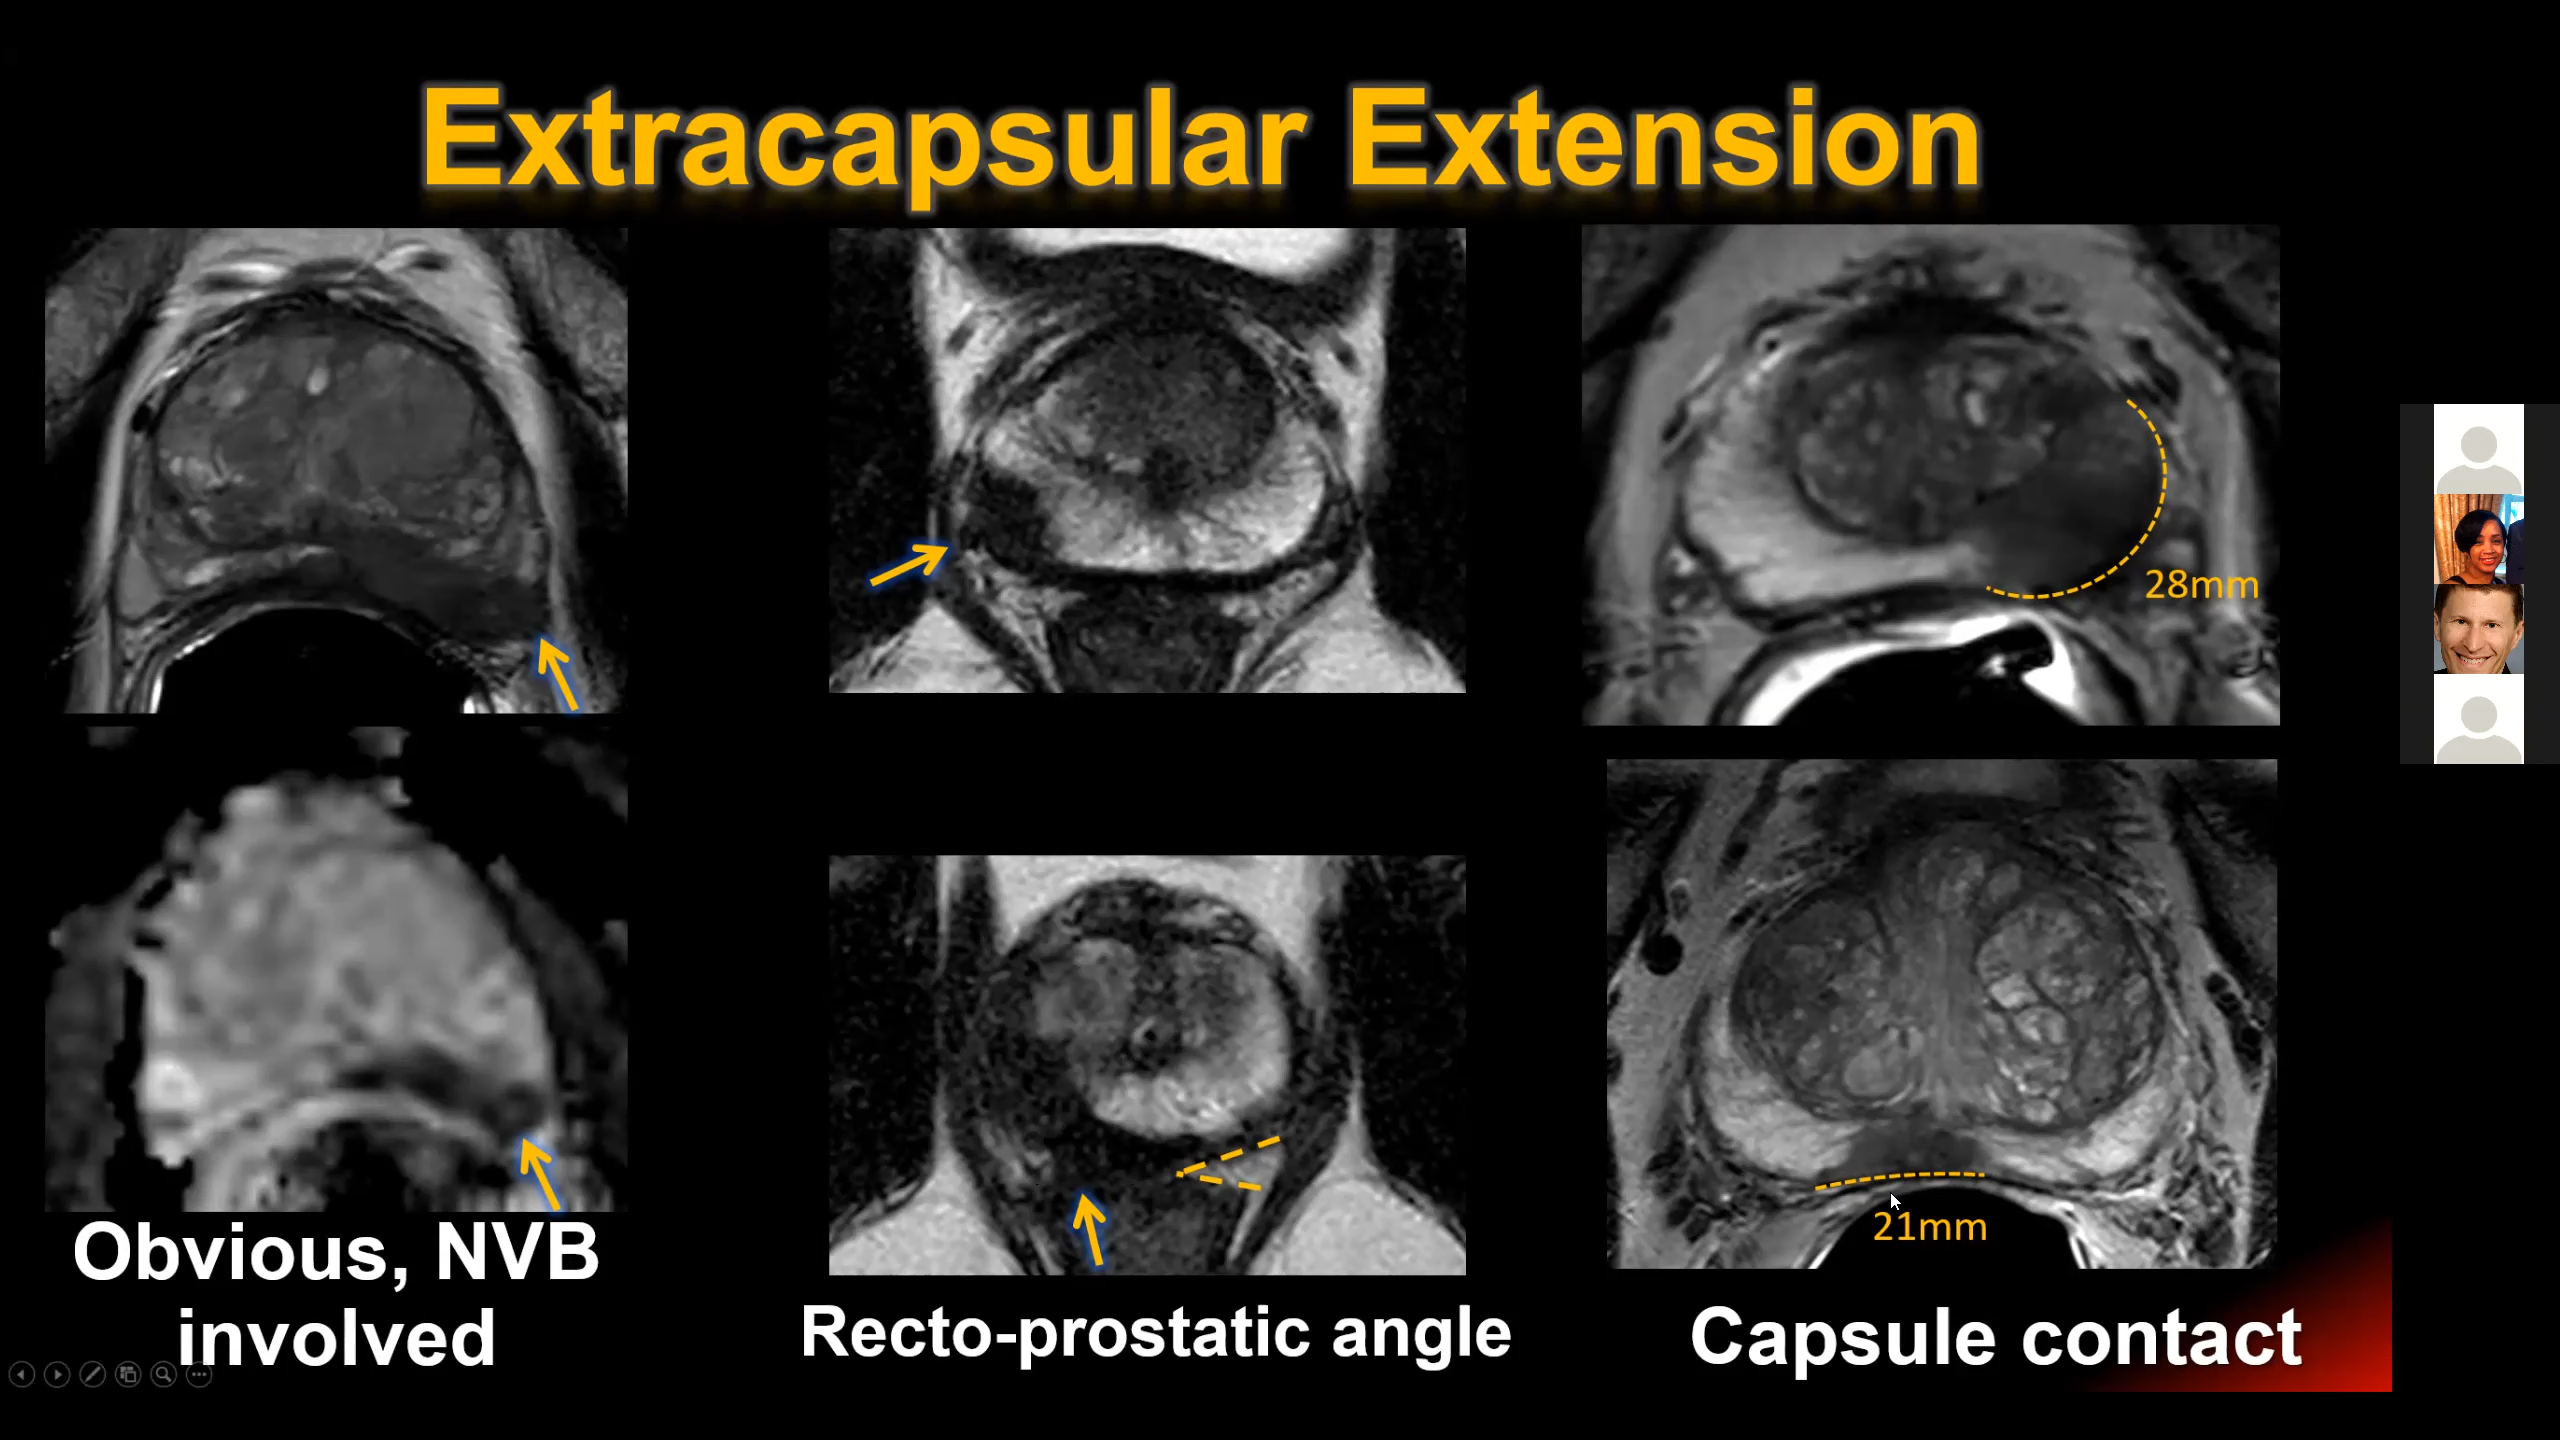 Extracapsular Extension
28mm
21mm
Obvious, NVB
involved
Recto-prostatic angle
Capsule contact